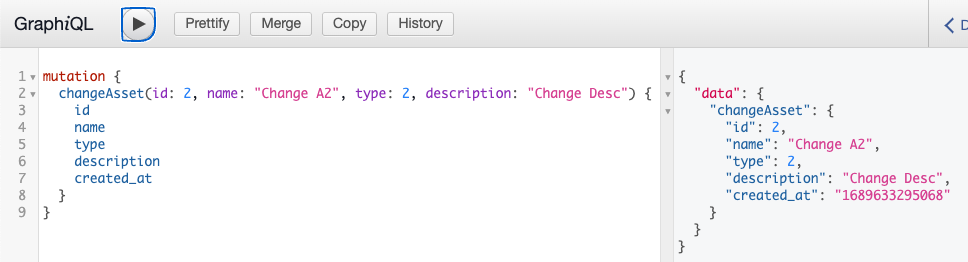 GraphiQL Prettify Merge Copy History D
1 mutation {
2 changeAsset(id: 2, name: "Change A2", type: 2, description: "Change Desc") {
3 id
4 name
5 type
6 description
7 created_at
8 }
9 }
{
"data": {
"changeAsset": {
"id": 2,
"name": "Change A2",
"type": 2,
"description": "Change Desc",
"created_at": "1689633295068"
}
}
}